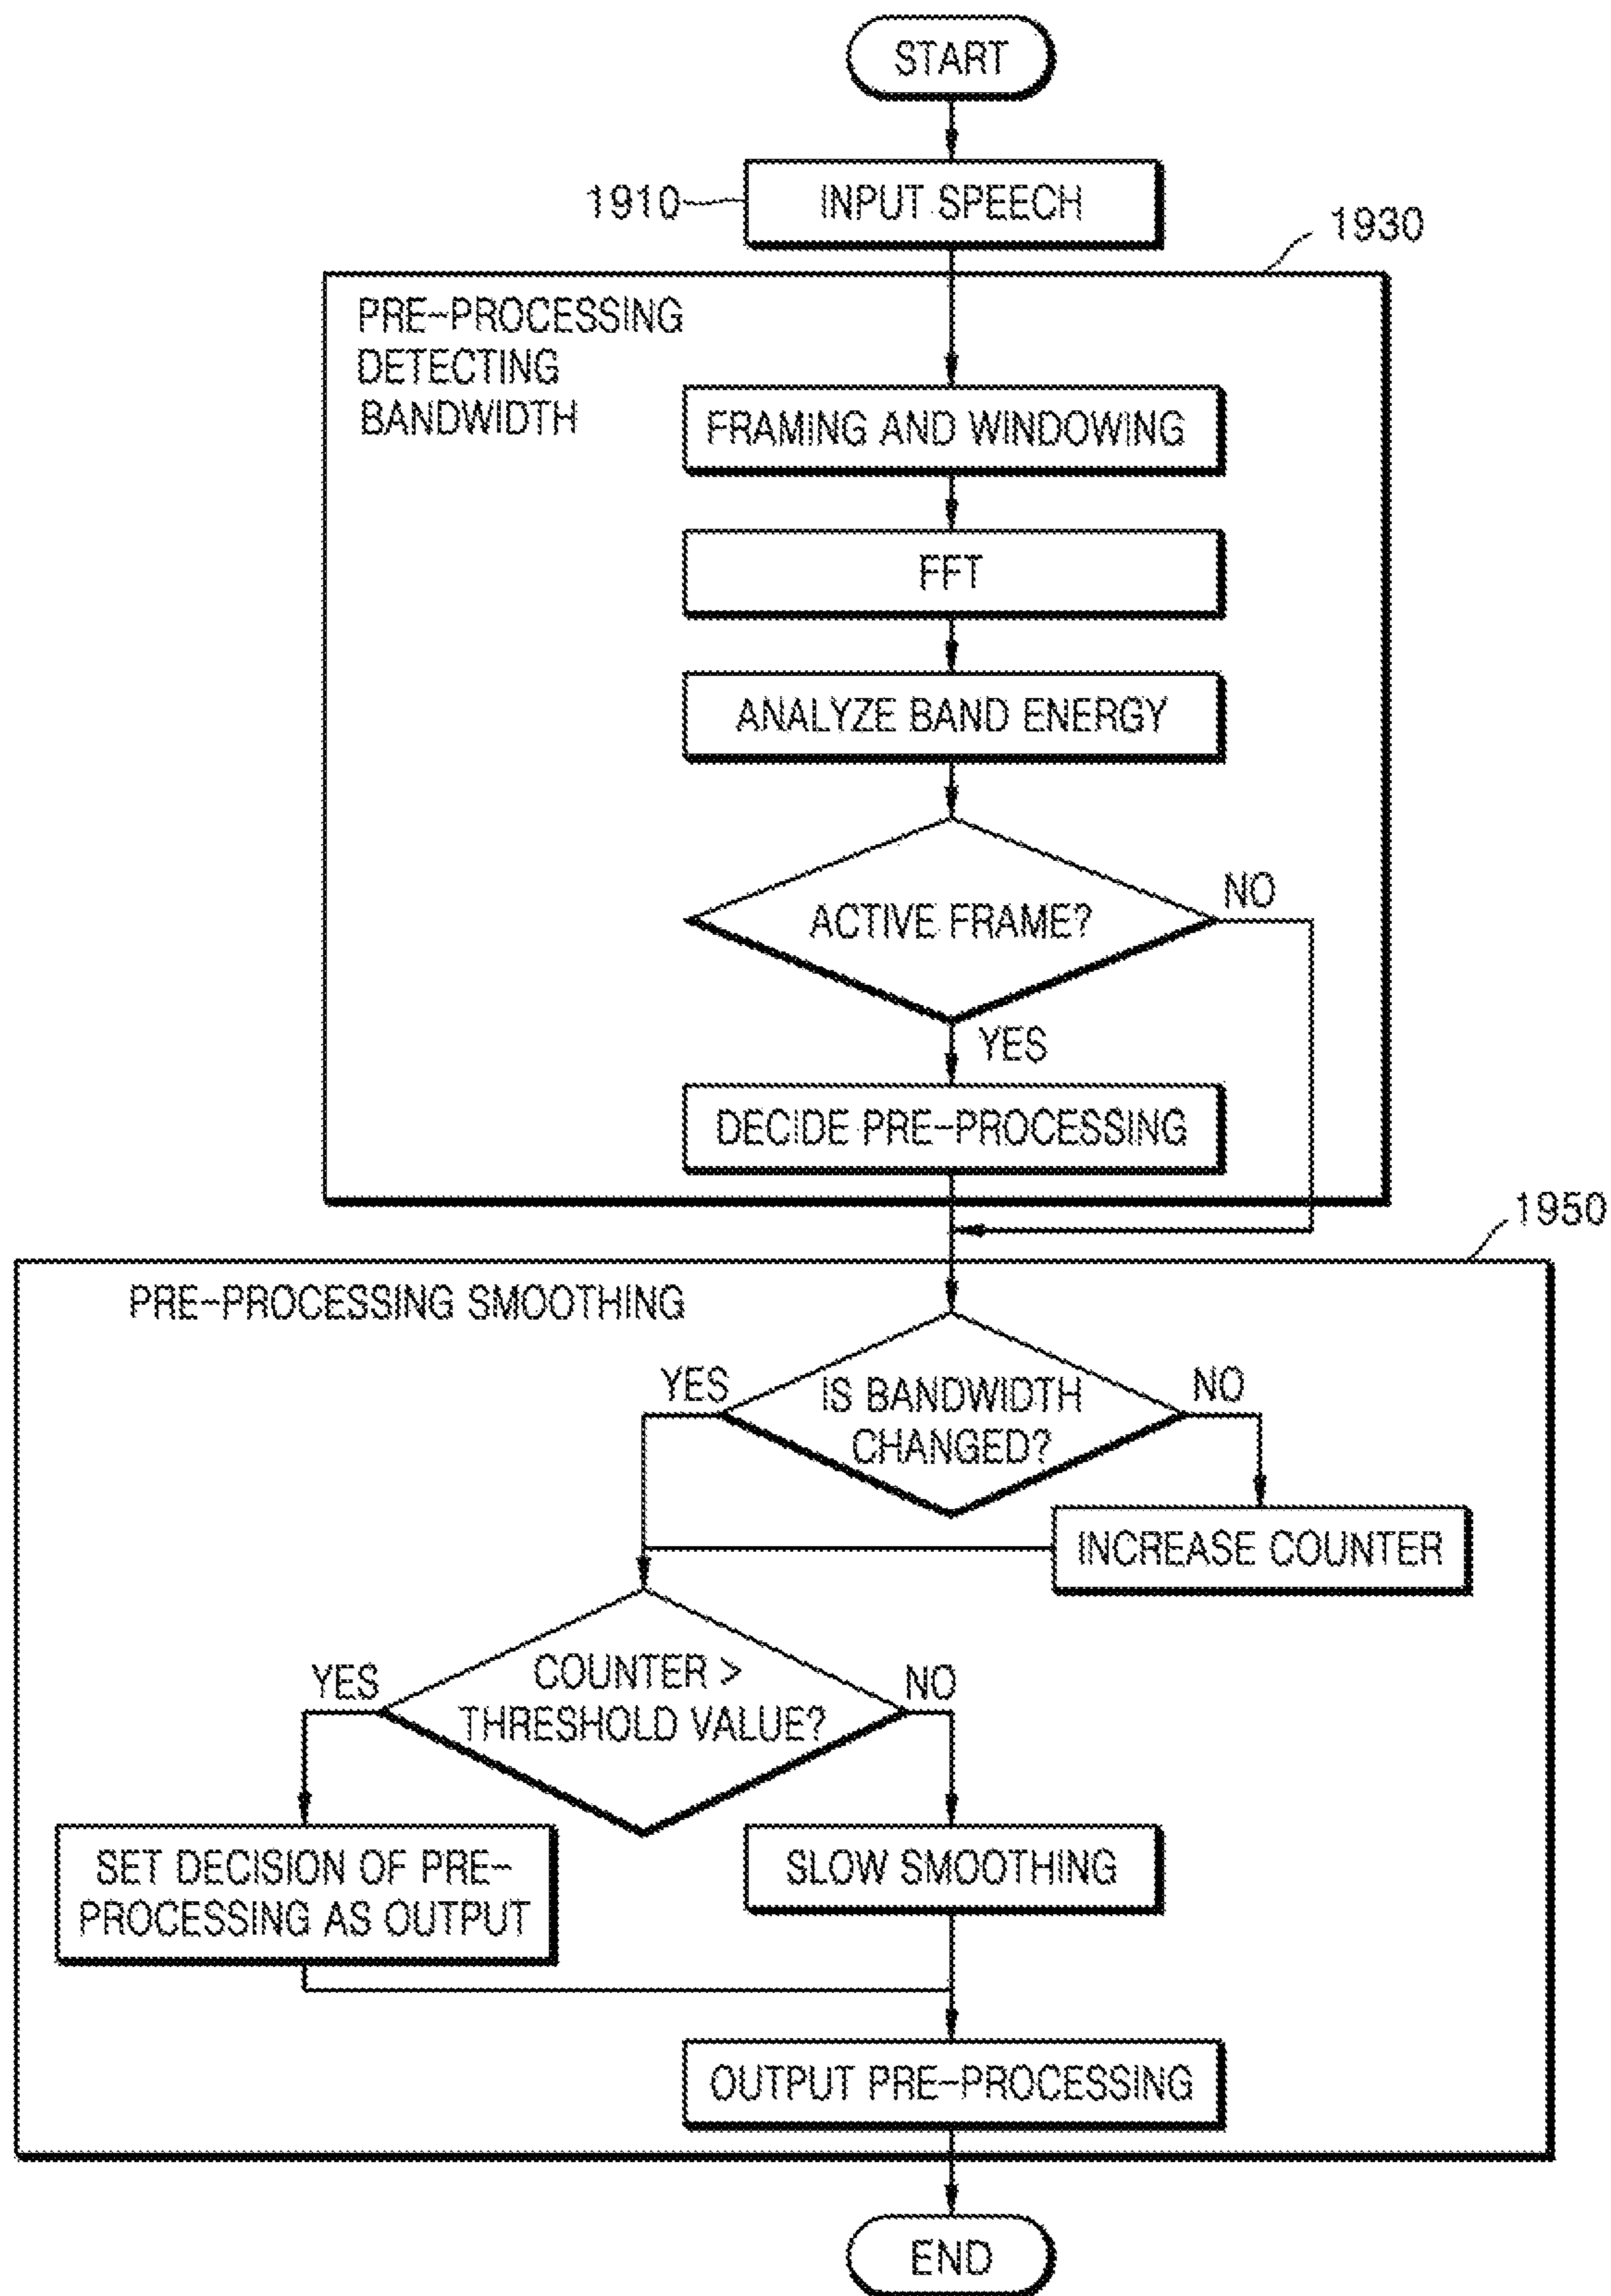 START
1910
INPUT SPEECH
1930
PRE-PROCESSING
DETECTING
BANDWIDTH
FRAMING AND WINDOWING
FFT
ANALYZE BAND ENERGY
ACTIVE FRAME?
NO
YES
DECIDE PRE-PROCESSING
1950
PRE-PROCESSING SMOOTHING
YES
IS BANDWIDTH
CHANGED?
NO
INCREASE COUNTER
YES
COUNTER >
THRESHOLD VALUE?
NO
SET DECISION OF PRE-
PROCESSING AS OUTPUT
SLOW SMOOTHING
OUTPUT PRE-PROCESSING
END